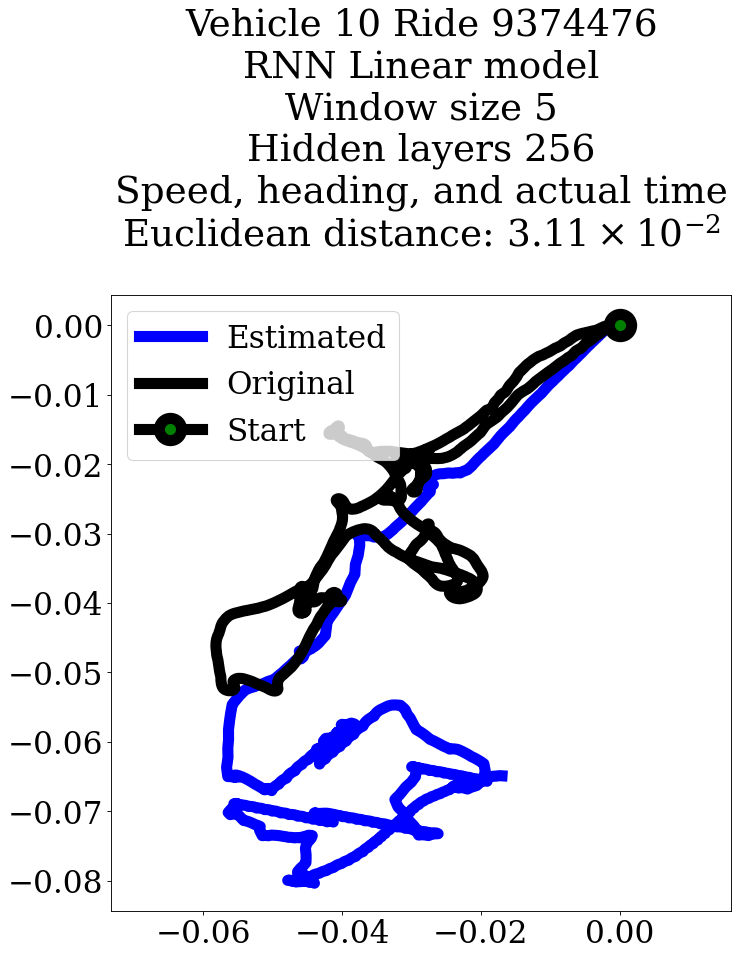 Vehicle 10 Ride 9374476
RNN Linear model
Window size 5
Hidden layers 256
Speed, heading, and actual time
Euclidean distance: 3.11 × 10⁻²
Estimated
Original
Start
0.00
−0.01
−0.02
−0.03
−0.04
−0.05
−0.06
−0.07
−0.08
−0.06 −0.04 −0.02 0.00